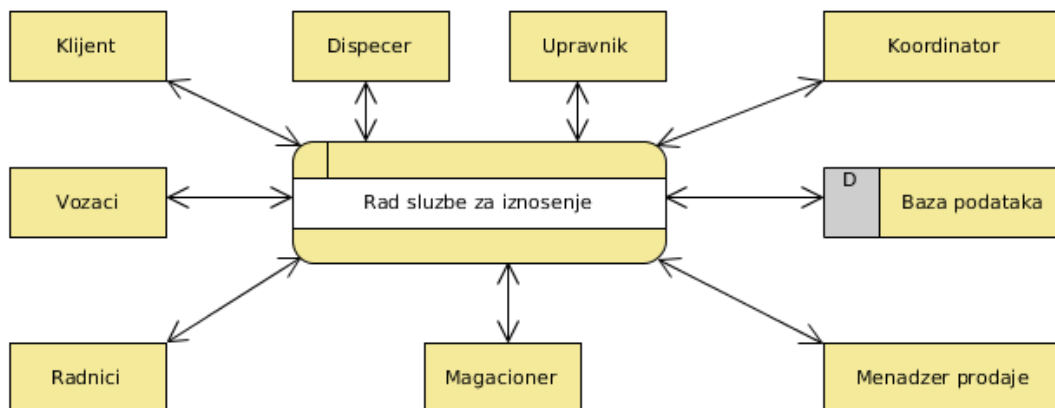 Klijent
Dispecer
Upravnik
Koordinator
Vozaci
Rad sluzbe za iznosenje
D
Baza podataka
Radnici
Magacioner
Menadzer prodaje